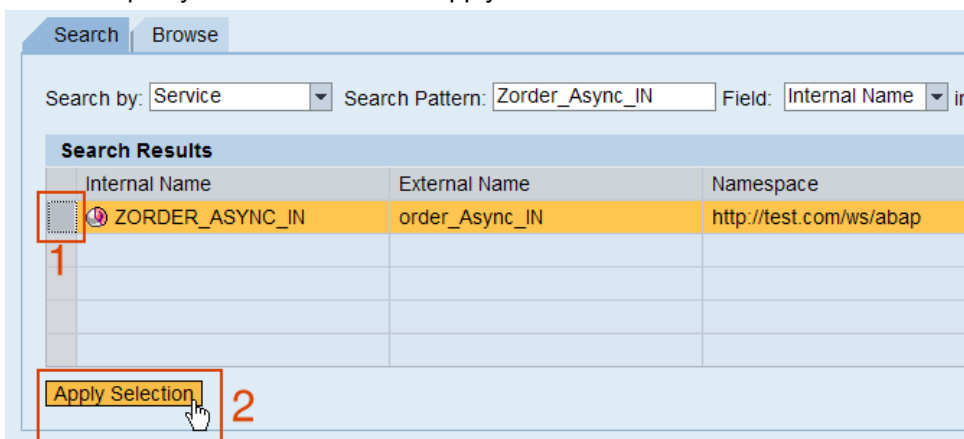 Search Browse
Search by: Service Search Pattern: Zorder_Async_IN Field: Internal Name
Search Results
Internal Name External Name Namespace
ZORDER_ASYNC_IN order_Async_IN http://test.com/ws/abap
1
Apply Selection 2